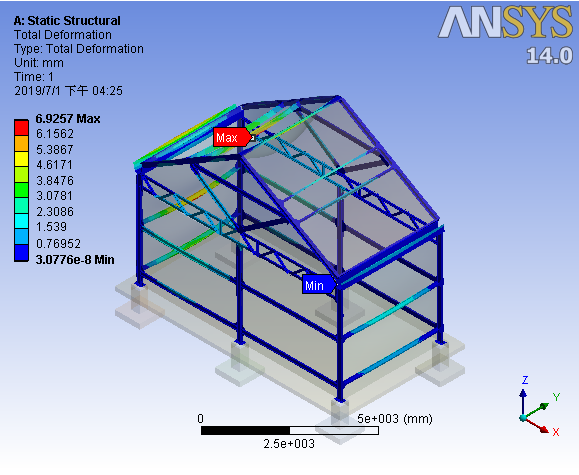 A: Static Structural
Total Deformation
Type: Total Deformation
Unit: mm
Time: 1
2019/7/1 下午 04:25
ANSYS
14.0
6.9257 Max
6.1562
5.3867
4.6171
3.8476
3.0781
2.3086
1.539
0.76952
3.0776e-8 Min
Max
Min
0
5e+003 (mm)
2.5e+003
Z
Y
X